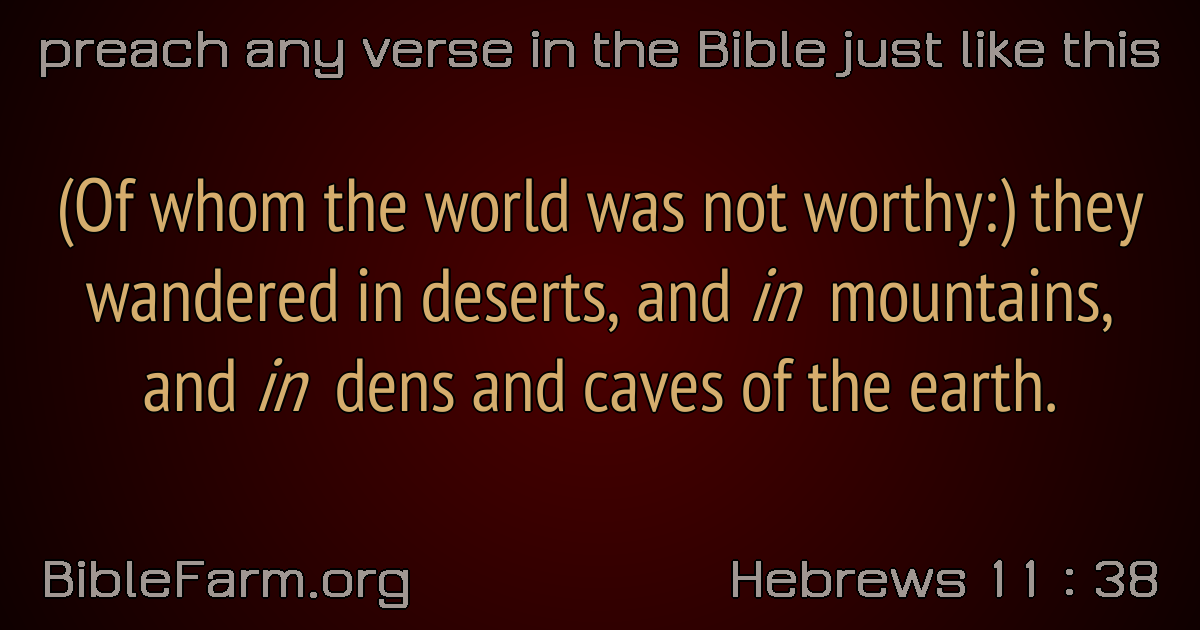 preach any verse in the Bible just like this
(Of whom the world was not worthy:) they
wandered in deserts, and in mountains,
and in dens and caves of the earth.
BibleFarm.org
Hebrews 11 : 38